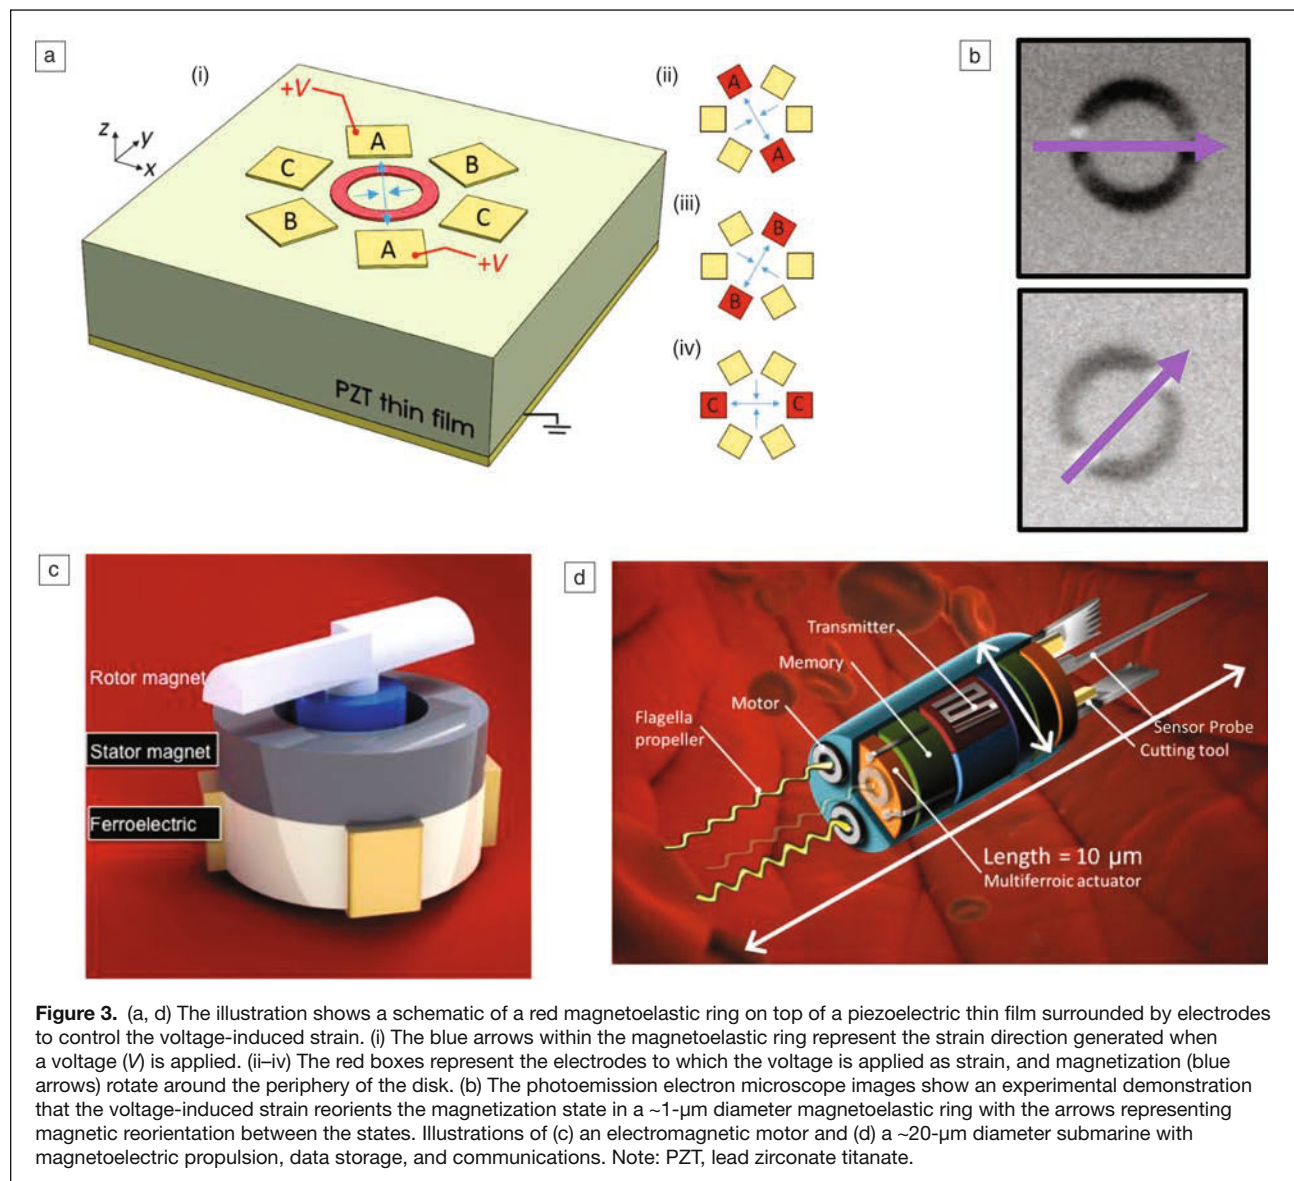 a
(i)
+V
z
y
x
A
C
B
B
C
A
+V
PZT thin film
(ii)
A
A
(iii)
B
B
(iv)
C
C
b
c
Rotor magnet
Stator magnet
Ferroelectric
d
Transmitter
Memory
Motor
Flagella
propeller
Sensor Probe
Cutting tool
Length = 10 µm
Multiferroic actuator
Figure 3. (a, d) The illustration shows a schematic of a red magnetoelastic ring on top of a piezoelectric thin film surrounded by electrodes
to control the voltage-induced strain. (i) The blue arrows within the magnetoelastic ring represent the strain direction generated when
a voltage (V) is applied. (ii–iv) The red boxes represent the electrodes to which the voltage is applied as strain, and magnetization (blue
arrows) rotate around the periphery of the disk. (b) The photoemission electron microscope images show an experimental demonstration
that the voltage-induced strain reorients the magnetization state in a ~1-µm diameter magnetoelastic ring with the arrows representing
magnetic reorientation between the states. Illustrations of (c) an electromagnetic motor and (d) a ~20-µm diameter submarine with
magnetoelectric propulsion, data storage, and communications. Note: PZT, lead zirconate titanate.